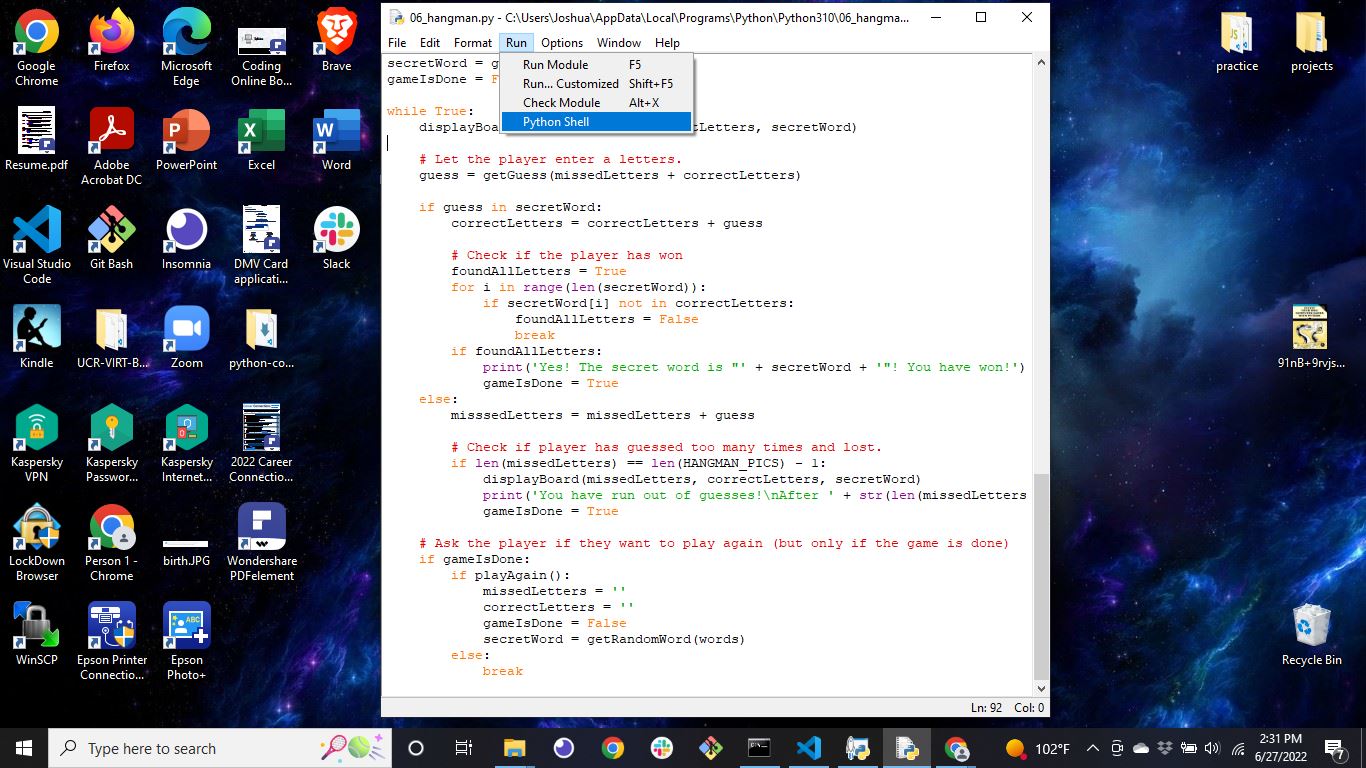 Google
Chrome
Firefox
Microsoft
Edge
Coding
Online Bo...
Brave
Resume.pdf
Adobe
Acrobat DC
PowerPoint
Excel
Word
Visual Studio
Code
Git Bash
Insomnia
DMV Card
applicati...
Slack
Kindle
UCR-VIRT-B...
Zoom
python-co...
Kaspersky
VPN
Kaspersky
Passwor...
Kaspersky
Internet...
2022 Career
Connectio...
LockDown
Browser
Person 1 -
Chrome
birth.JPG
Wondershare
PDFelement
WinSCP
Epson Printer
Connectio...
Epson
Photo+
06_hangman.py - C:\Users\Joshua\AppData\Local\Programs\Python\Python310\06_hangma...
File Edit Format Run Options Window Help
Run Module F5
Run... Customized Shift+F5
Check Module Alt+X
Python Shell
secretWord = g
gameIsDone = F
while True:
displayBoa tLetters, secretWord)
# Let the player enter a letters.
guess = getGuess(missedLetters + correctLetters)
if guess in secretWord:
correctLetters = correctLetters + guess
# Check if the player has won
foundAllLetters = True
for i in range(len(secretWord)):
if secretWord[i] not in correctLetters:
foundAllLetters = False
break
if foundAllLetters:
print('Yes! The secret word is "' + secretWord + '"! You have won!')
gameIsDone = True
else:
misssedLetters = missedLetters + guess
# Check if player has guessed too many times and lost.
if len(missedLetters) == len(HANGMAN_PICS) - 1:
displayBoard(missedLetters, correctLetters, secretWord)
print('You have run out of guesses!\nAfter ' + str(len(missedLetters
gameIsDone = True
# Ask the player if they want to play again (but only if the game is done)
if gameIsDone:
if playAgain():
missedLetters = ''
correctLetters = ''
gameIsDone = False
secretWord = getRandomWord(words)
else:
break
Ln: 92 Col: 0
practice
projects
91nB+9rvjs...
Recycle Bin
Type here to search
102°F
2:31 PM
6/27/2022
7